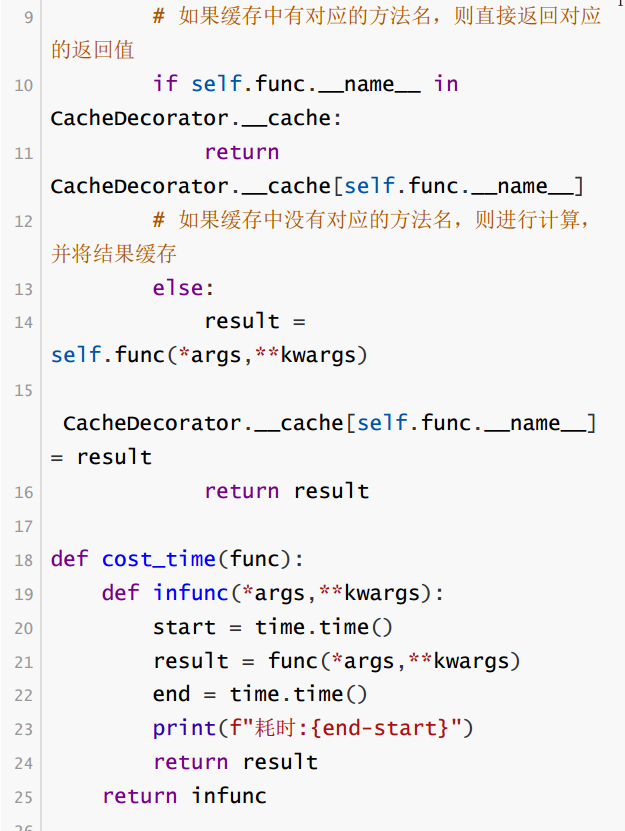 9         # 如果缓存中有对应的方法名，则直接返回对应
的返回值
10         if self.func.__name__ in
CacheDecorator.__cache:
11             return
CacheDecorator.__cache[self.func.__name__]
12         # 如果缓存中没有对应的方法名，则进行计算，
并将结果缓存
13         else:
14             result =
self.func(*args,**kwargs)
15
 CacheDecorator.__cache[self.func.__name__]
= result
16             return result
17
18 def cost_time(func):
19     def infunc(*args,**kwargs):
20         start = time.time()
21         result = func(*args,**kwargs)
22         end = time.time()
23         print(f"耗时:{end-start}")
24         return result
25     return infunc